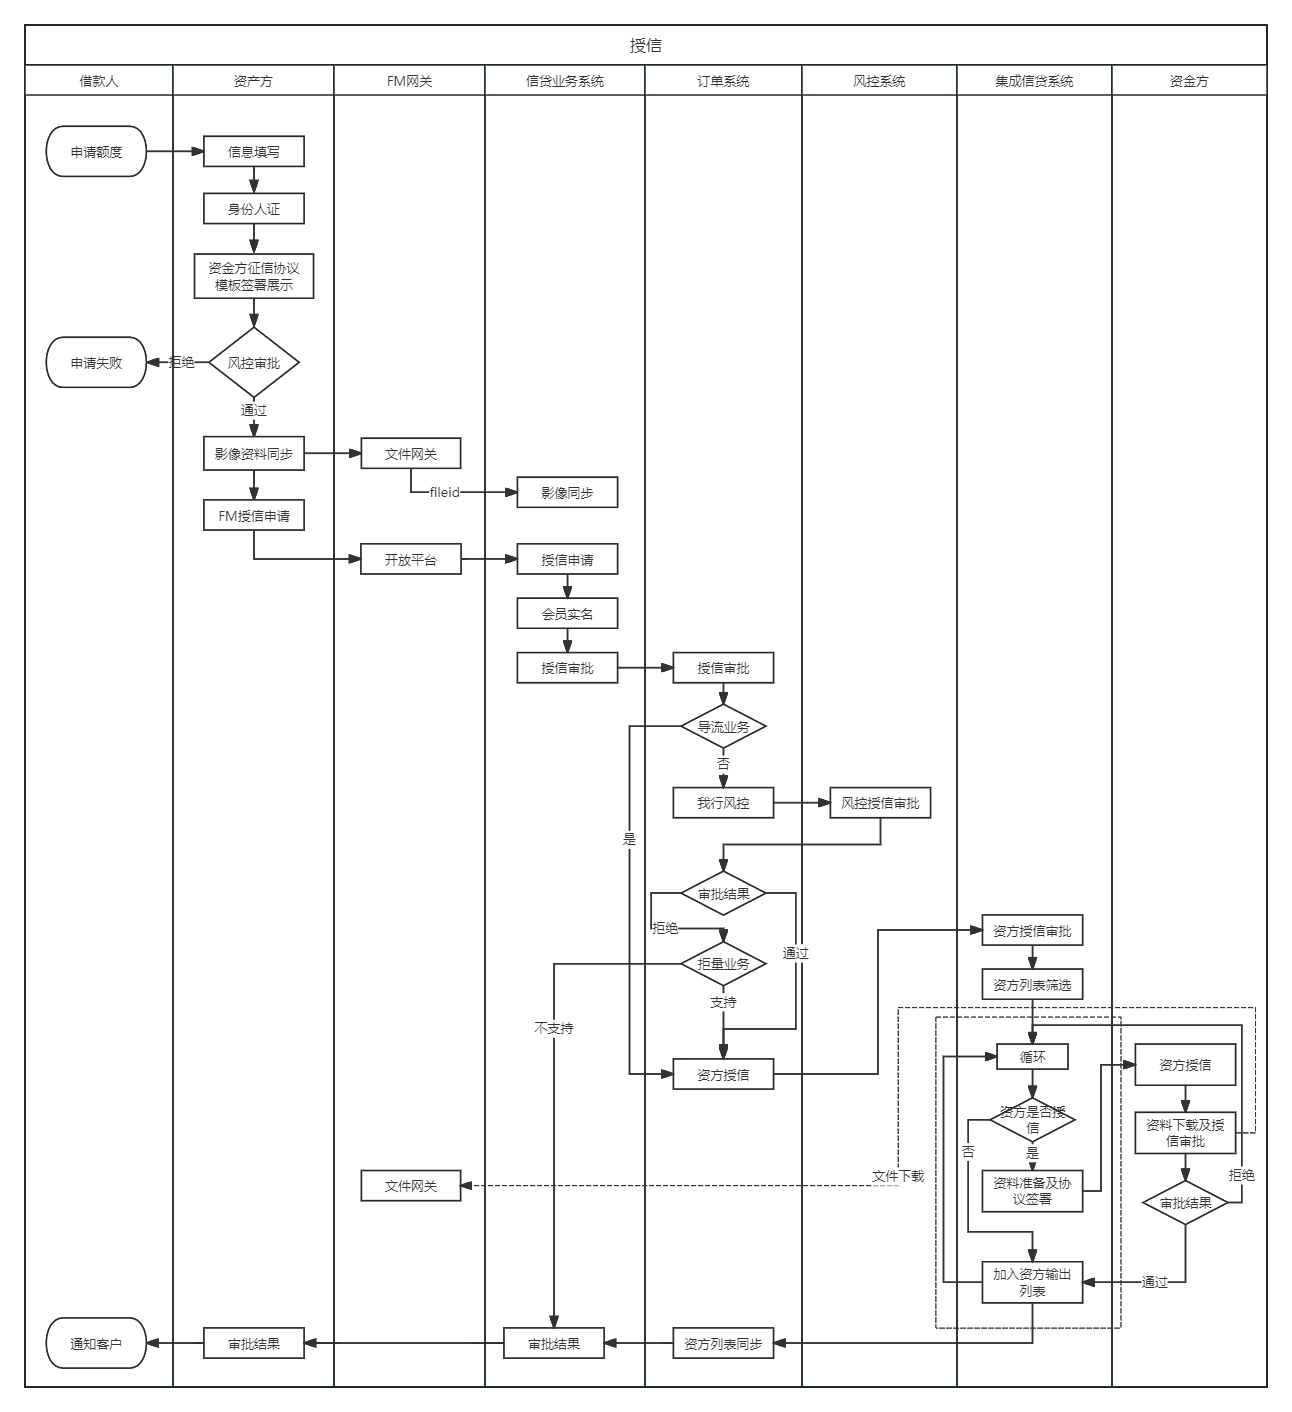 授信
借款人
资产方
FM网关
信贷业务系统
订单系统
风控系统
集成信贷系统
资金方
申请额度
信息填写
身份人证
资金方征信协议
模板签署展示
申请失败
拒绝
风控审批
通过
影像资料同步
文件网关
fileid
影像同步
FM授信申请
开放平台
授信申请
会员实名
授信审批
授信审批
导流业务
否
我行风控
风控授信审批
是
审批结果
拒绝
通过
拒量业务
支持
不支持
资方授信
资方授信审批
资方列表筛选
循环
资方是否授
信
否
是
资料准备及协
议签署
资方授信
资料下载及授
信审批
拒绝
审批结果
文件下载
文件网关
加入资方输出
列表
通过
通知客户
审批结果
审批结果
资方列表同步